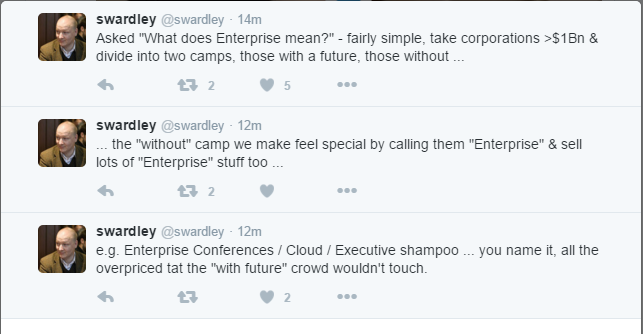 swardley @swardley · 14m
Asked "What does Enterprise mean?" - fairly simple, take corporations >$1Bn &
divide into two camps, those with a future, those without ...
2 5
swardley @swardley · 12m
... the "without" camp we make feel special by calling them "Enterprise" & sell
lots of "Enterprise" stuff too ...
2
swardley @swardley · 12m
e.g. Enterprise Conferences / Cloud / Executive shampoo ... you name it, all the
overpriced tat the "with future" crowd wouldn't touch.
2